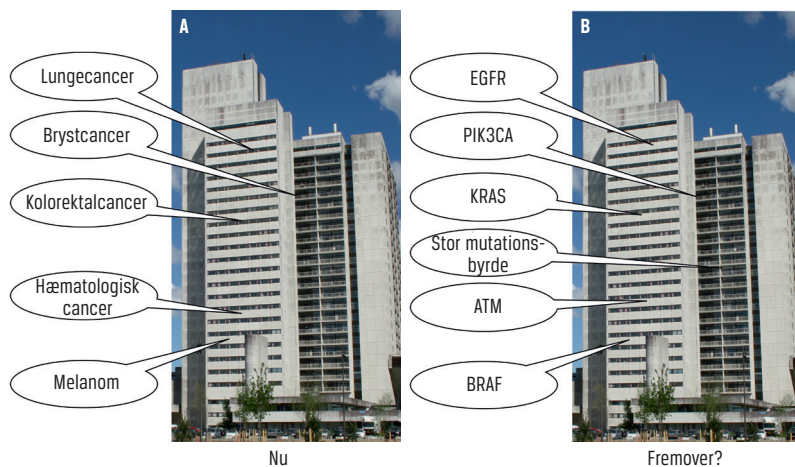 A
Lungecancer
Brystcancer
Kolorektalcancer
Hæmatologisk
cancer
Melanom
Nu
B
EGFR
PIK3CA
KRAS
Stor mutations-
byrde
ATM
BRAF
Fremover?